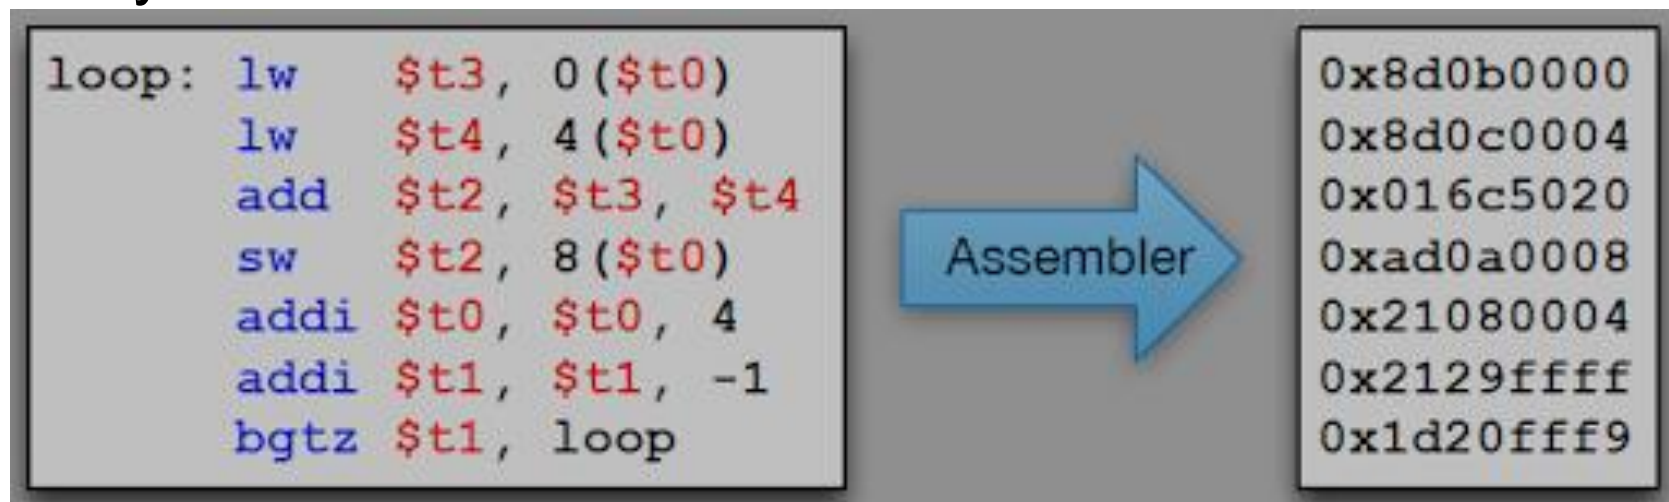 loop: lw $t3, 0($t0)
lw $t4, 4($t0)
add $t2, $t3, $t4
sw $t2, 8($t0)
addi $t0, $t0, 4
addi $t1, $t1, -1
bgtz $t1, loop
Assembler
0x8d0b0000
0x8d0c0004
0x016c5020
0xad0a0008
0x21080004
0x2129ffff
0x1d20fff9